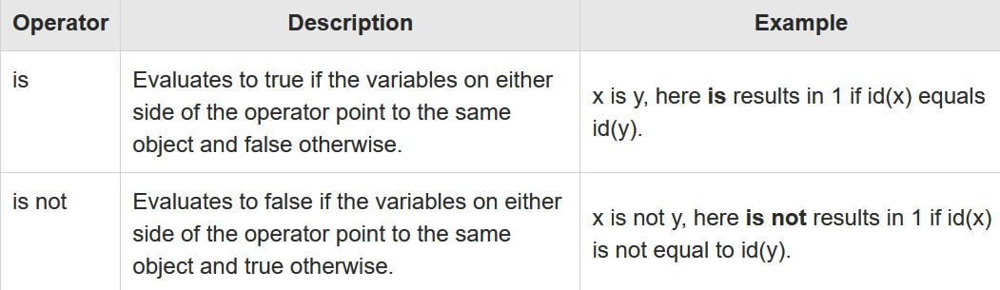 Operator Description Example
is
Evaluates to true if the variables on either
side of the operator point to the same
object and false otherwise.
x is y, here is results in 1 if id(x) equals
id(y).
is not
Evaluates to false if the variables on either
side of the operator point to the same
object and true otherwise.
x is not y, here is not results in 1 if id(x)
is not equal to id(y).